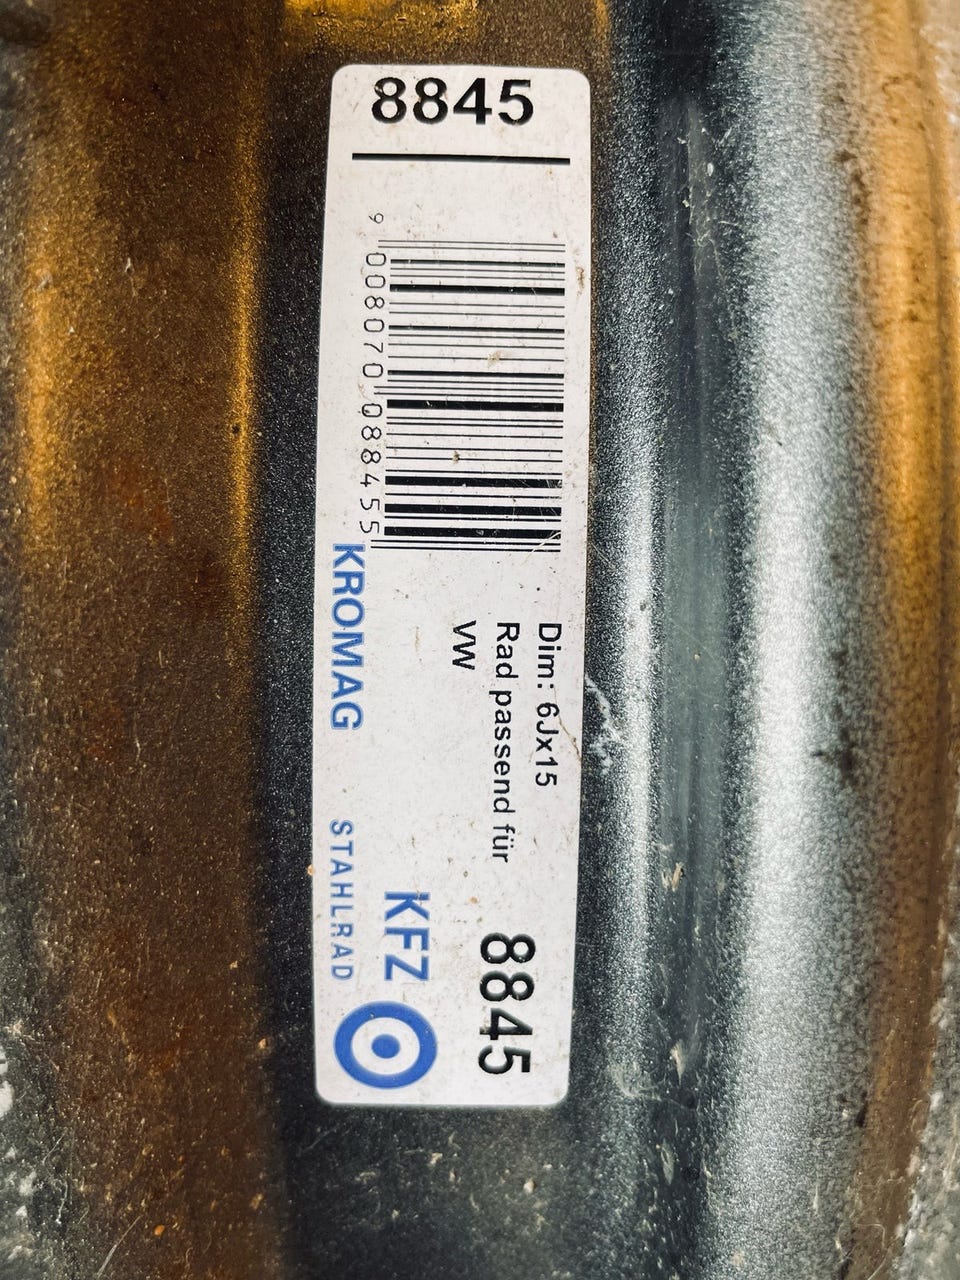 8845
9 008070 088455
Dim: 6Jx15
Rad passend für
VW
8845
KROMAG
STAHLRAD
KFZ